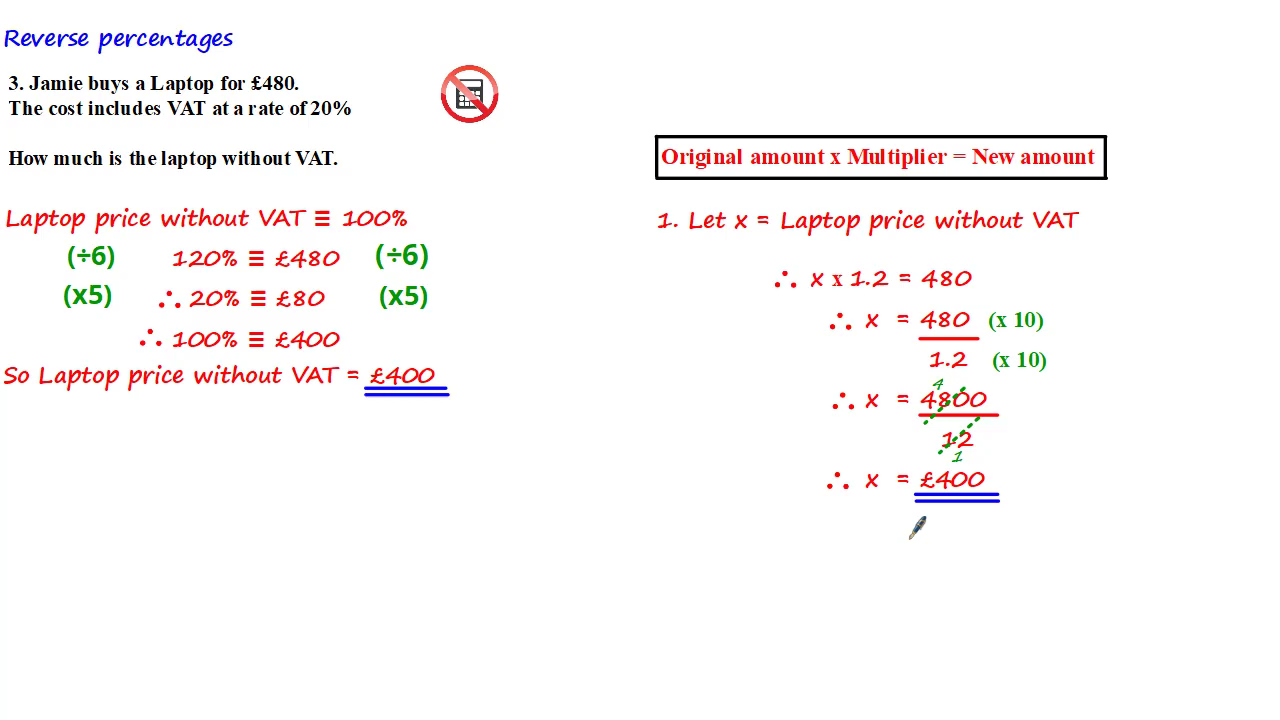 Reverse percentages
3. Jamie buys a Laptop for £480.
The cost includes VAT at a rate of 20%
How much is the laptop without VAT.
Laptop price without VAT ≡ 100%
(÷6) 120% ≡ £480 (÷6)
(x5) ∴ 20% ≡ £80 (x5)
∴ 100% ≡ £400
So Laptop price without VAT = £400
Original amount x Multiplier = New amount
1. Let x = Laptop price without VAT
∴ x x 1.2 = 480
∴ x = 480 (x 10)
1.2 (x 10)
4
∴ x = 4800
12
1
∴ x = £400